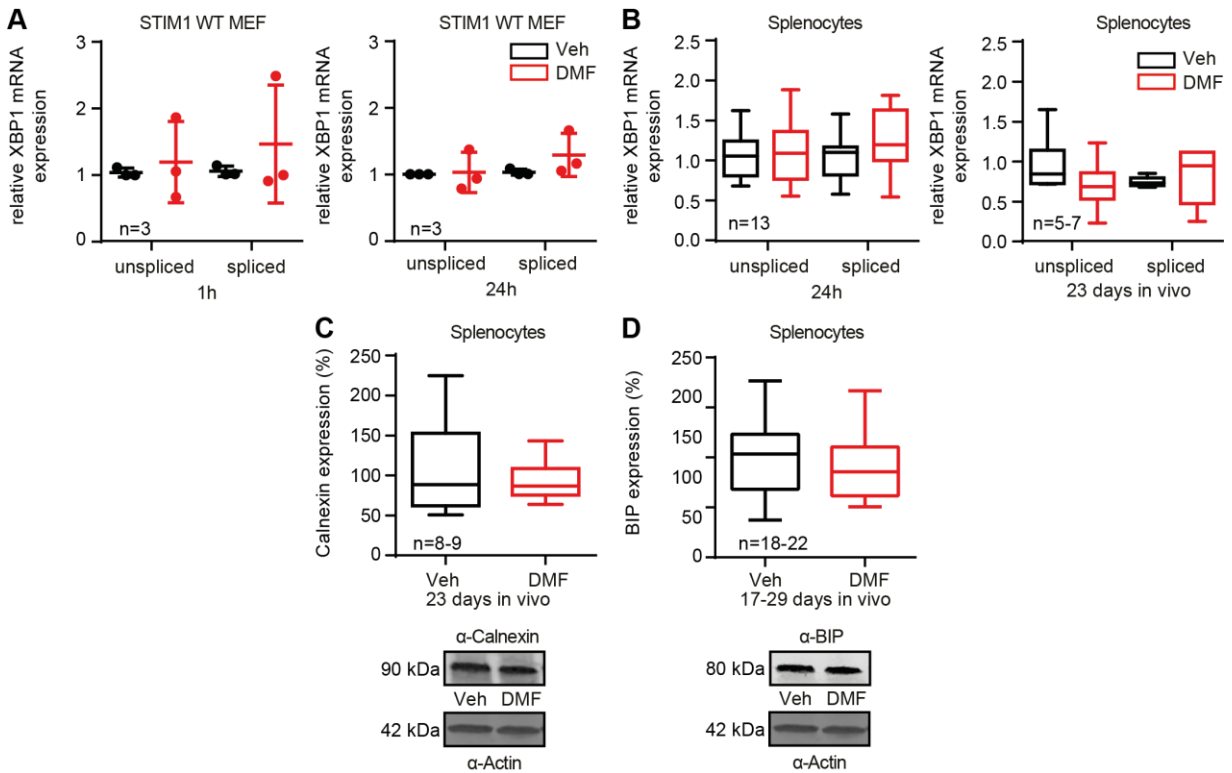 A
STIM1 WT MEF
relative XBP1 mRNA
expression
3
2
1
0
n=3
unspliced
spliced
1h
STIM1 WT MEF
Veh
DMF
relative XBP1 mRNA
expression
3
2
1
0
n=3
unspliced
spliced
24h
B
Splenocytes
relative XBP1 mRNA
expression
2.5
2.0
1.5
1.0
0.5
0.0
n=13
unspliced
spliced
24h
Splenocytes
Veh
DMF
relative XBP1 mRNA
expression
2.5
2.0
1.5
1.0
0.5
0.0
n=5-7
unspliced
spliced
23 days in vivo
C
Splenocytes
Calnexin expression (%)
250
200
150
100
50
0
n=8-9
Veh
DMF
23 days in vivo
α-Calnexin
90 kDa
Veh DMF
42 kDa
α-Actin
D
Splenocytes
BIP expression (%)
250
200
150
100
50
0
n=18-22
Veh
DMF
17-29 days in vivo
α-BIP
80 kDa
Veh DMF
42 kDa
α-Actin